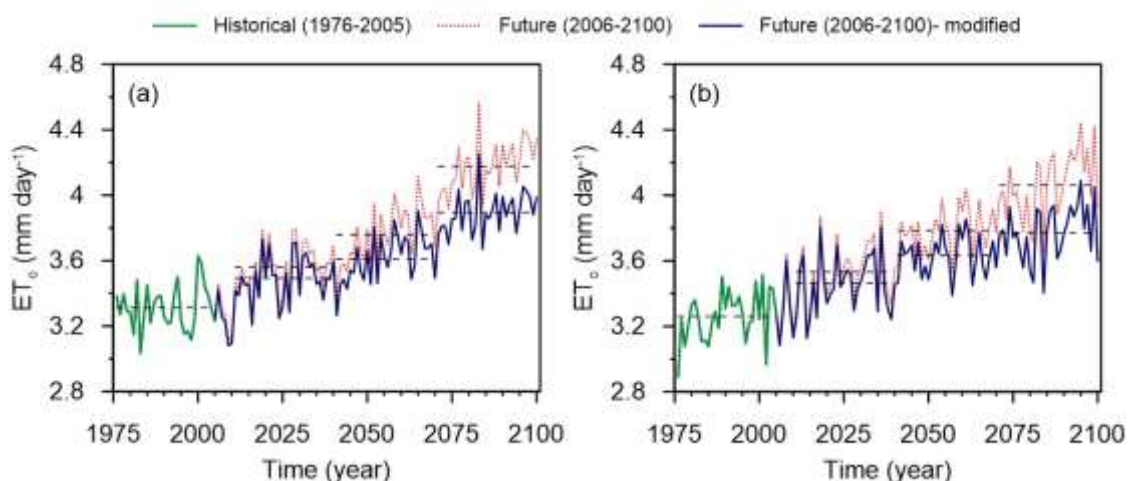 Historical (1976-2005) Future (2006-2100) Future (2006-2100)- modified
(a)
ET₀ (mm day⁻¹)
4.8
4.4
4
3.6
3.2
2.8
1975 2000 2025 2050 2075 2100
Time (year)
(b)
ET₀ (mm day⁻¹)
4.8
4.4
4
3.6
3.2
2.8
1975 2000 2025 2050 2075 2100
Time (year)